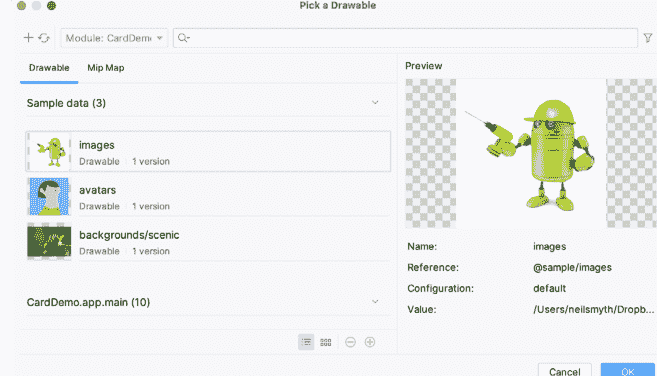 Pick a Drawable
Module: CardDemo
Drawable Mip Map
Sample data (3)
images
Drawable 1 version
avatars
Drawable 1 version
backgrounds/scenic
Drawable 1 version
CardDemo.app.main (10)
Preview
Name: images
Reference: @sample/images
Configuration: default
Value: /Users/neilsmyth/Dropb...
Cancel OK